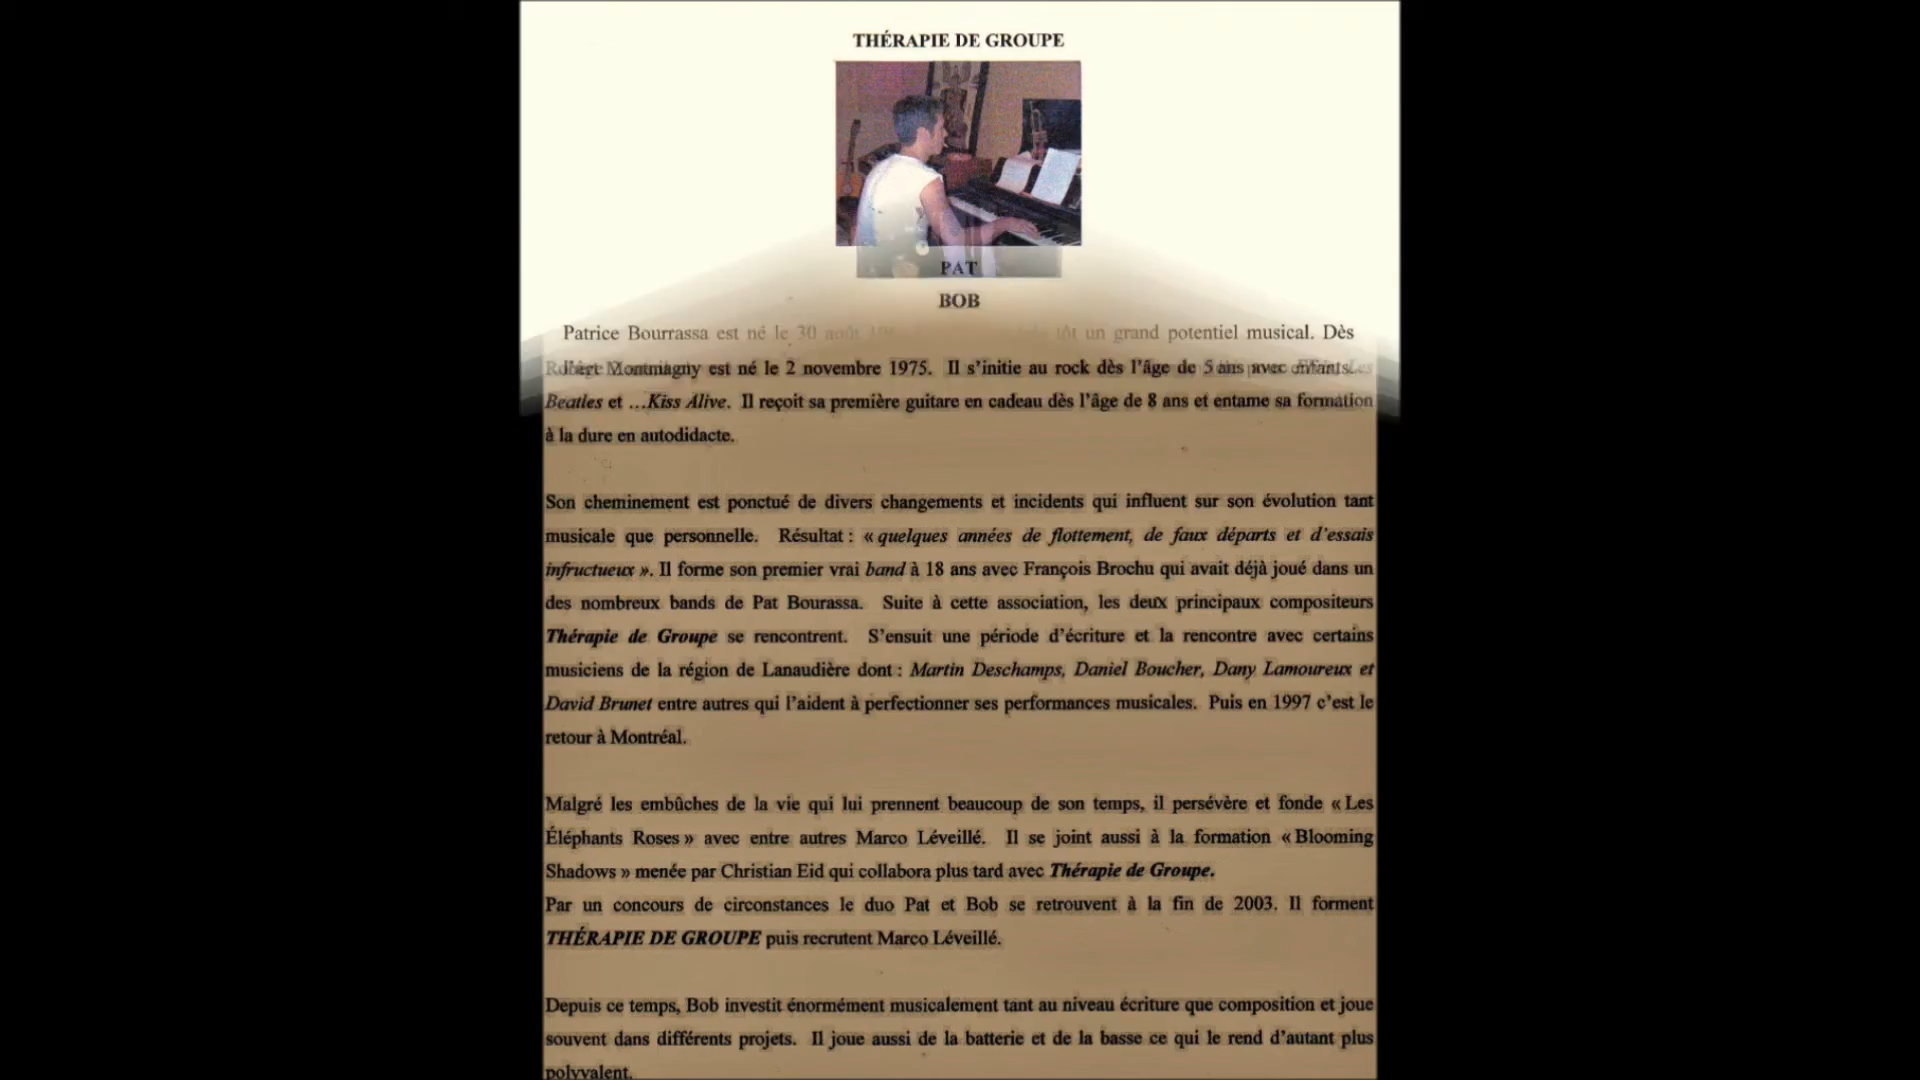 THÉRAPIE DE GROUPE
PAT
BOB
Patrice Bourrassa est né le 30 août tôt un grand potentiel musical. Dès
Robert Montmagny est né le 2 novembre 1975. Il s’initie au rock dès l’âge de 5 ans avec Les
Beatles et …Kiss Alive. Il reçoit sa première guitare en cadeau dès l’âge de 8 ans et entame sa formation
à la dure en autodidacte.
Son cheminement est ponctué de divers changements et incidents qui influent sur son évolution tant
musicale que personnelle. Résultat : « quelques années de flottement, de faux départs et d’essais
infructueux ». Il forme son premier vrai band à 18 ans avec François Brochu qui avait déjà joué dans un
des nombreux bands de Pat Bourassa. Suite à cette association, les deux principaux compositeurs
Thérapie de Groupe se rencontrent. S’ensuit une période d’écriture et la rencontre avec certains
musiciens de la région de Lanaudière dont : Martin Deschamps, Daniel Boucher, Dany Lamoureux et
David Brunet entre autres qui l’aident à perfectionner ses performances musicales. Puis en 1997 c’est le
retour à Montréal.
Malgré les embûches de la vie qui lui prennent beaucoup de son temps, il persévère et fonde « Les
Éléphants Roses » avec entre autres Marco Léveillé. Il se joint aussi à la formation « Blooming
Shadows » menée par Christian Eid qui collabora plus tard avec Thérapie de Groupe.
Par un concours de circonstances le duo Pat et Bob se retrouvent à la fin de 2003. Il forment
THÉRAPIE DE GROUPE puis recrutent Marco Léveillé.
Depuis ce temps, Bob investit énormément musicalement tant au niveau écriture que composition et joue
souvent dans différents projets. Il joue aussi de la batterie et de la basse ce qui le rend d’autant plus
polyvalent.